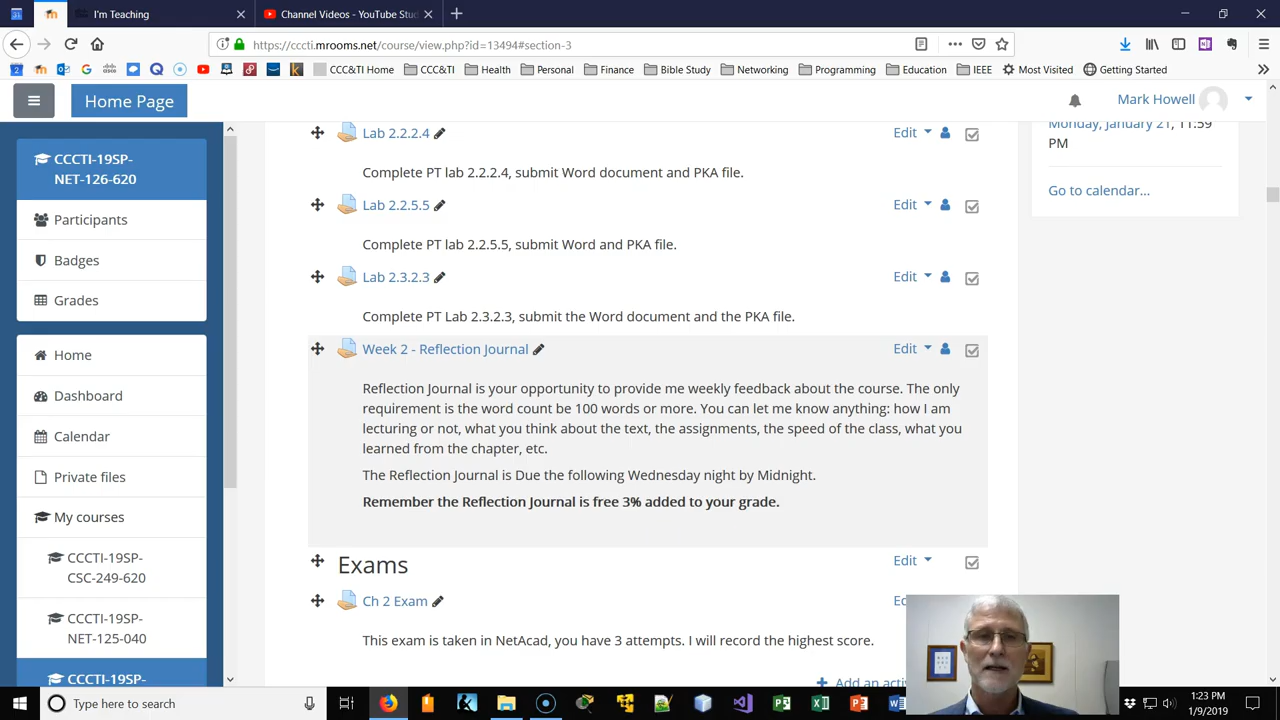 I'm Teaching
Channel Videos - YouTube Stu
https://cccti.mrooms.net/course/view.php?id=13494#section-3
CCC&TI Home
CCC&TI
Health
Personal
Finance
Bible Study
Networking
Programming
Education
IEEE
Most Visited
Getting Started
Home Page
Mark Howell
CCCTI-19SP-
NET-126-620
Participants
Badges
Grades
Home
Dashboard
Calendar
Private files
My courses
CCCTI-19SP-
CSC-249-620
CCCTI-19SP-
NET-125-040
CCCTI-19SP-
Lab 2.2.2.4
Edit
Complete PT lab 2.2.2.4, submit Word document and PKA file.
Lab 2.2.5.5
Edit
Complete PT lab 2.2.5.5, submit Word and PKA file.
Lab 2.3.2.3
Edit
Complete PT Lab 2.3.2.3, submit the Word document and the PKA file.
Week 2 - Reflection Journal
Edit
Reflection Journal is your opportunity to provide me weekly feedback about the course. The only
requirement is the word count be 100 words or more. You can let me know anything: how I am
lecturing or not, what you think about the text, the assignments, the speed of the class, what you
learned from the chapter, etc.
The Reflection Journal is Due the following Wednesday night by Midnight.
Remember the Reflection Journal is free 3% added to your grade.
Exams
Edit
Ch 2 Exam
Ed
This exam is taken in NetAcad, you have 3 attempts. I will record the highest score.
Add an activ
Monday, January 21, 11:59
PM
Go to calendar...
Type here to search
1:23 PM
1/9/2019